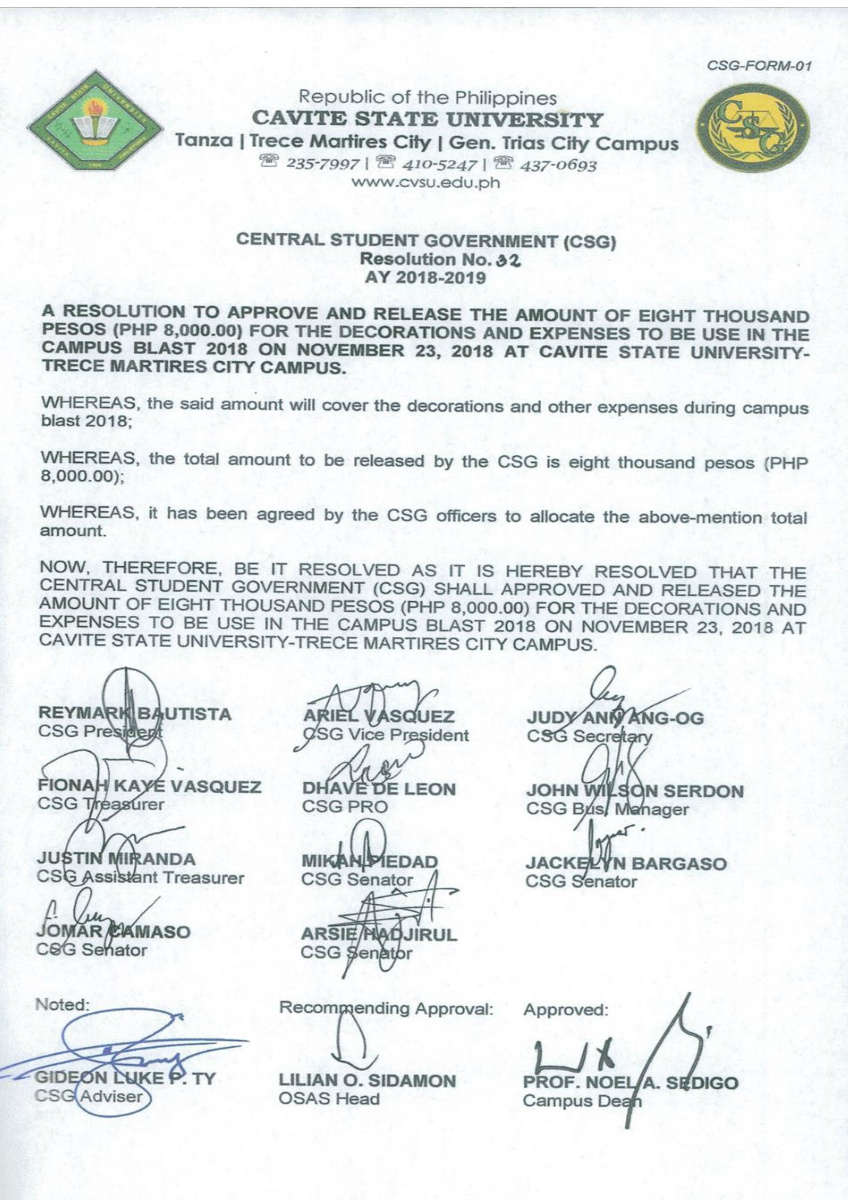 CSG-FORM-01
Republic of the Philippines
CAVITE STATE UNIVERSITY
Tanza | Trece Martires City | Gen. Trias City Campus
☏ 235-7997 | ☏ 410-5247 | ☏ 437-0693
www.cvsu.edu.ph
CSG
CENTRAL STUDENT GOVERNMENT (CSG)
Resolution No. 32
AY 2018-2019
A RESOLUTION TO APPROVE AND RELEASE THE AMOUNT OF EIGHT THOUSAND
PESOS (PHP 8,000.00) FOR THE DECORATIONS AND EXPENSES TO BE USE IN THE
CAMPUS BLAST 2018 ON NOVEMBER 23, 2018 AT CAVITE STATE UNIVERSITY-
TRECE MARTIRES CITY CAMPUS.
WHEREAS, the said amount will cover the decorations and other expenses during campus
blast 2018;
WHEREAS, the total amount to be released by the CSG is eight thousand pesos (PHP
8,000.00);
WHEREAS, it has been agreed by the CSG officers to allocate the above-mention total
amount.
NOW, THEREFORE, BE IT RESOLVED AS IT IS HEREBY RESOLVED THAT THE
CENTRAL STUDENT GOVERNMENT (CSG) SHALL APPROVED AND RELEASED THE
AMOUNT OF EIGHT THOUSAND PESOS (PHP 8,000.00) FOR THE DECORATIONS AND
EXPENSES TO BE USE IN THE CAMPUS BLAST 2018 ON NOVEMBER 23, 2018 AT
CAVITE STATE UNIVERSITY-TRECE MARTIRES CITY CAMPUS.
REYMARK BAUTISTA ARIEL VASQUEZ JUDY ANN ANG-OG
CSG President CSG Vice President CSG Secretary
FIONAH KAYE VASQUEZ DHAVE DE LEON JOHN WILSON SERDON
CSG Treasurer CSG PRO CSG Bus. Manager
JUSTIN MIRANDA MIKAH PIEDAD JACKELYN BARGASO
CSG Assistant Treasurer CSG Senator CSG Senator
JOMAR CAMASO ARSIE HADJIRUL
CSG Senator CSG Senator
Noted: Recommending Approval: Approved:
GIDEON LUKE P. TY LILIAN O. SIDAMON PROF. NOEL A. SEDIGO
CSG Adviser OSAS Head Campus Dean